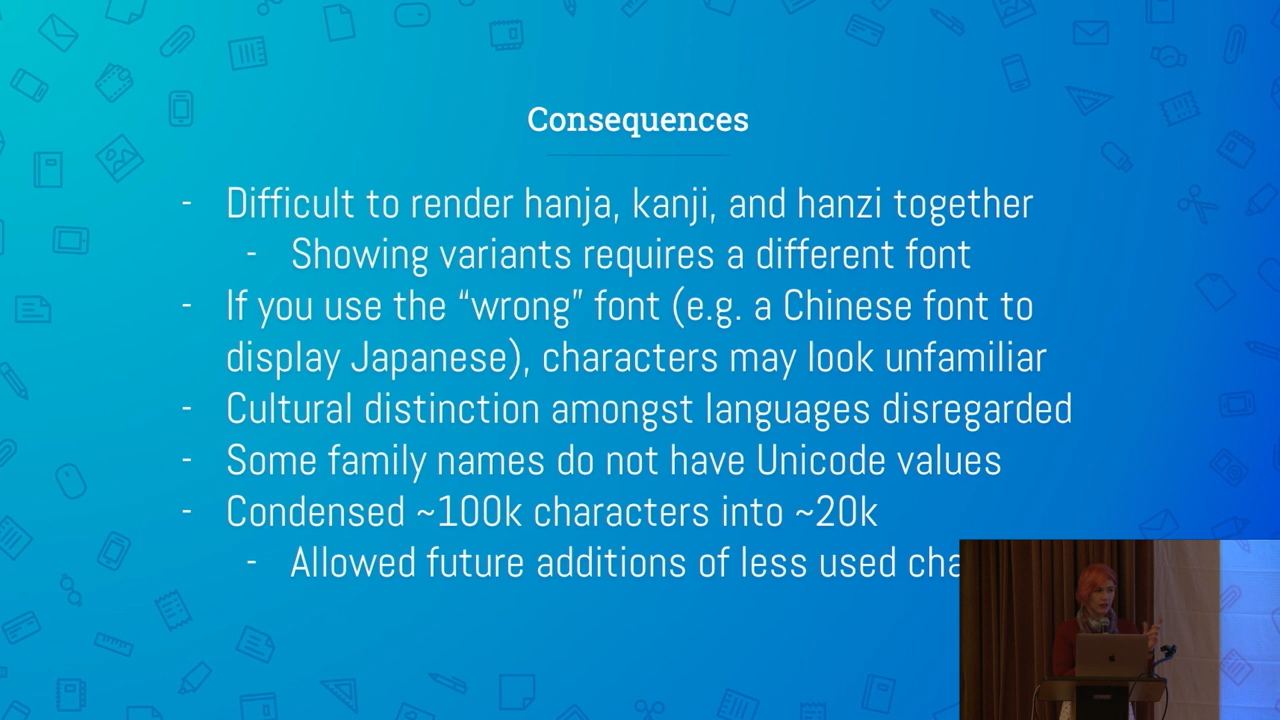 Consequences
- Difficult to render hanja, kanji, and hanzi together
- Showing variants requires a different font
- If you use the “wrong” font (e.g. a Chinese font to
display Japanese), characters may look unfamiliar
- Cultural distinction amongst languages disregarded
- Some family names do not have Unicode values
- Condensed ~100k characters into ~20k
- Allowed future additions of less used cha